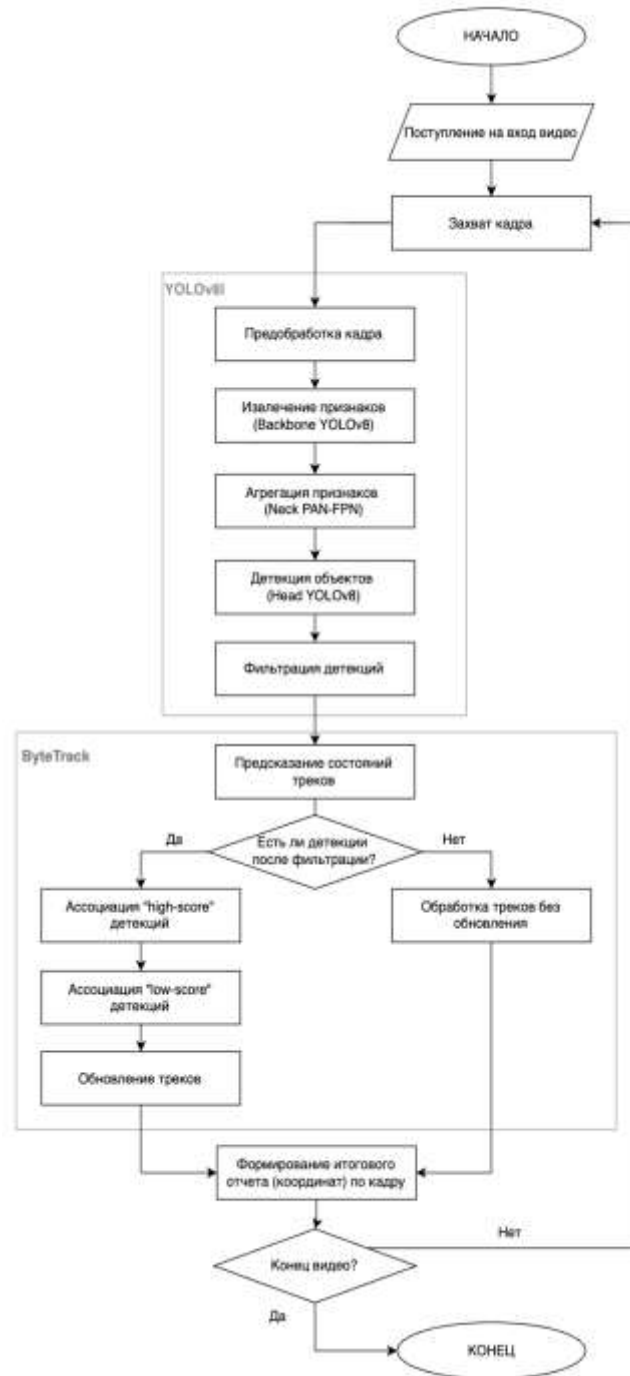 НАЧАЛО
Поступление на вход видео
Захват кадра
YOLOvIII
Предобработка кадра
Извлечение признаков
(Backbone YOLOv8)
Агрегация признаков
(Neck PAN-FPN)
Детекция объектов
(Head YOLOv8)
Фильтрация детекций
ByteTrack
Предсказание состояний
треков
Есть ли детекции
после фильтрации?
Да
Нет
Ассоциация "high-score"
детекций
Обработка треков без
обновления
Ассоциация "low-score"
детекций
Обновление треков
Формирование итогового
отчета (координат) по кадру
Конец видео?
Нет
Да
КОНЕЦ